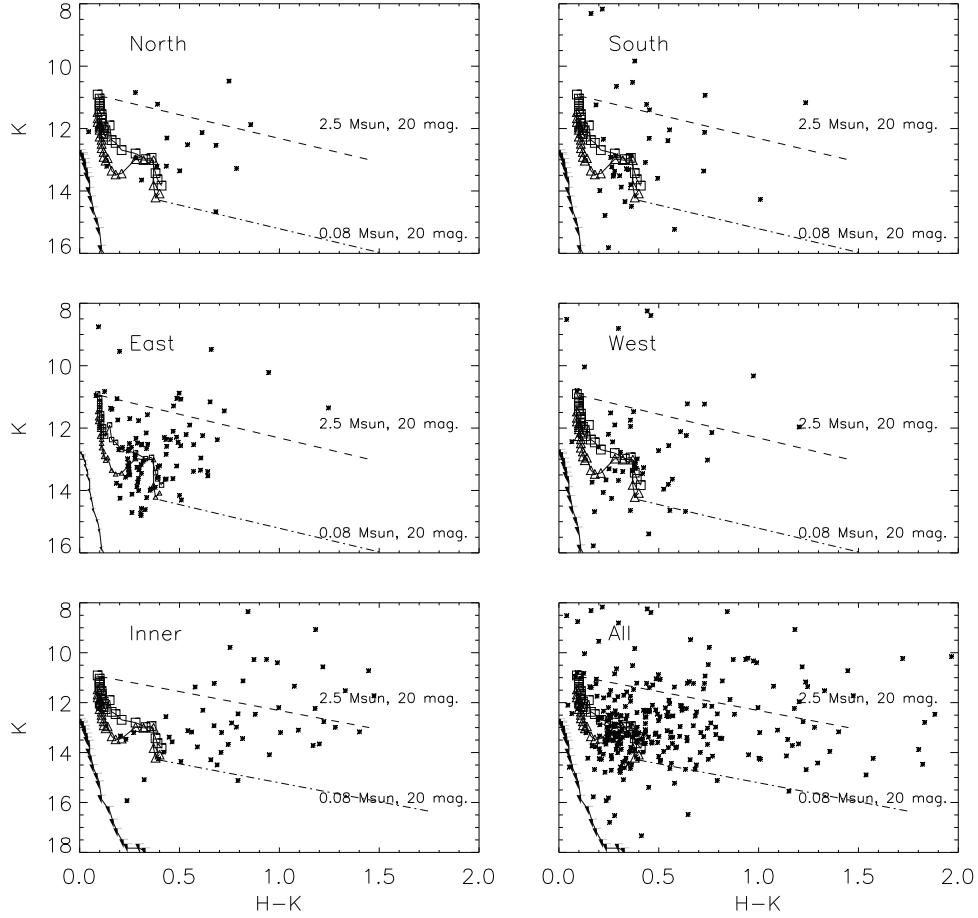 8
10
12
14
16
K
North
2.5 Msun, 20 mag.
0.08 Msun, 20 mag.
South
2.5 Msun, 20 mag.
0.08 Msun, 20 mag.
8
10
12
14
16
K
East
2.5 Msun, 20 mag.
0.08 Msun, 20 mag.
West
2.5 Msun, 20 mag.
0.08 Msun, 20 mag.
8
10
12
14
16
18
K
Inner
2.5 Msun, 20 mag.
0.08 Msun, 20 mag.
0.0 0.5 1.0 1.5 2.0
H−K
All
2.5 Msun, 20 mag.
0.08 Msun, 20 mag.
0.0 0.5 1.0 1.5 2.0
H−K